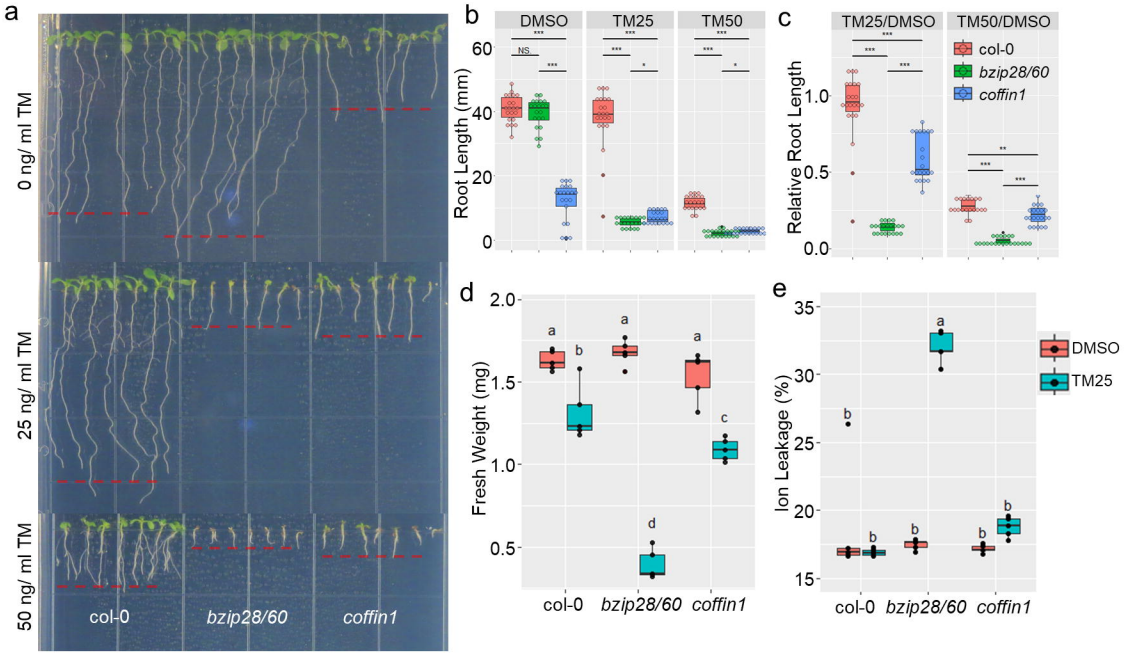 a
0 ng/ ml TM
25 ng/ ml TM
50 ng/ ml TM
col-0
bzip28/60
coffin1
b
DMSO
TM25
TM50
Root Length (mm)
60
40
20
0
***
NS.
***
***
***
*
***
***
*
c
TM25/DMSO
TM50/DMSO
Relative Root Length
1.0
0.5
0.0
***
***
***
**
***
***
col-0
bzip28/60
coffin1
d
Fresh Weight (mg)
2.0
1.5
1.0
0.5
a
b
a
d
a
c
col-0
bzip28/60
coffin1
e
Ion Leakage (%)
35
33
27
25
20
17
15
b
b
b
a
b
b
col-0
bzip28/60
coffin1
DMSO
TM25